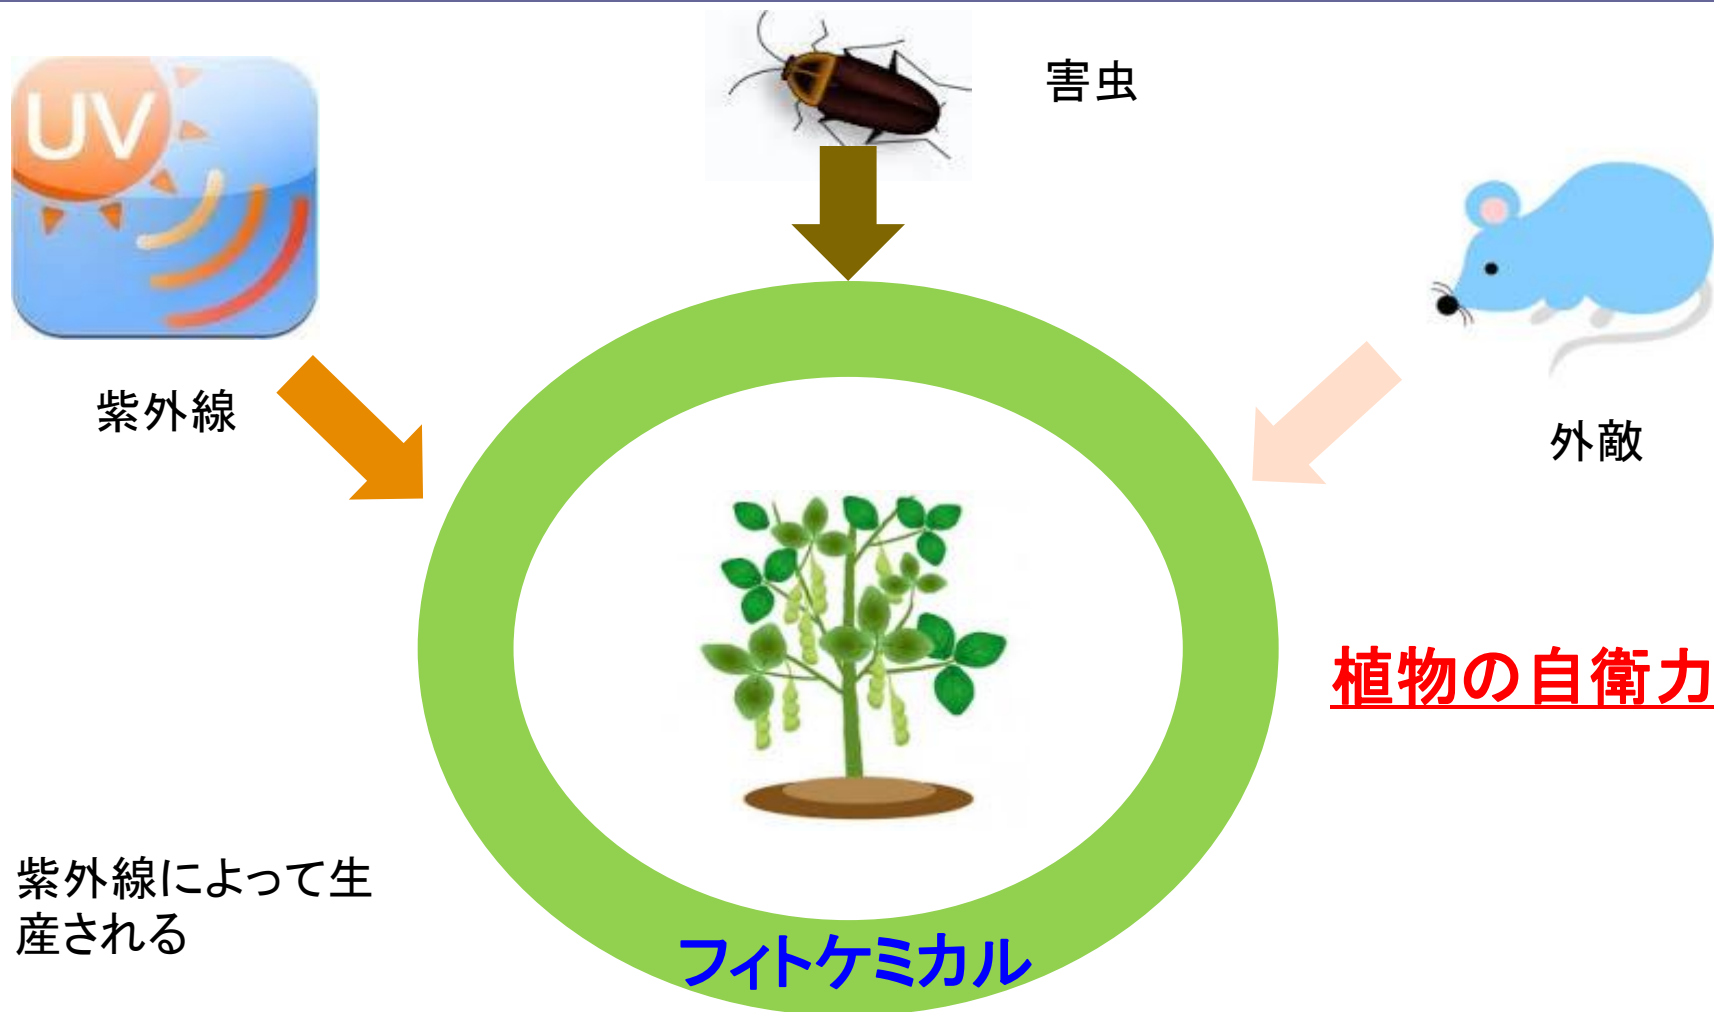 UV
害虫
紫外線
外敵
植物の自衛力
紫外線によって生
産される
フィトケミカル